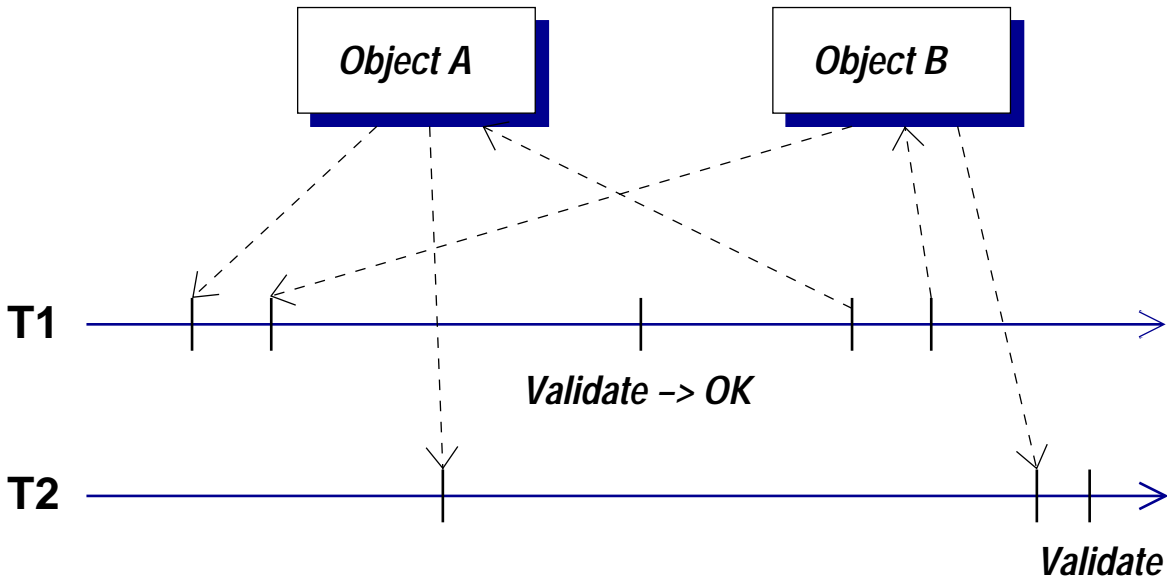 Object A
Object B
T1
Validate –> OK
T2
Validate